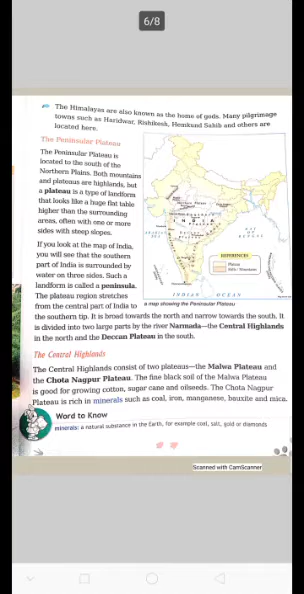 6/8
The Himalayas are also known as the home of gods. Many pilgrimage
towns such as Haridwar, Rishikesh, Hemkund Sahib and others are
located here.
The Peninsular Plateau
The Peninsular Plateau is
located to the south of the
Northern Plains. Both mountains
and plateaus are highlands, but
a plateau is a type of landform
that looks like a huge flat table
higher than the surrounding
areas, often with one or more
sides with steep slopes.
If you look at the map of India,
you will see that the southern
part of India is surrounded by
water on three sides. Such a
landform is called a peninsula.
The plateau region stretches
from the central part of India to
the southern tip. It is broad towards the north and narrow towards the south. It
is divided into two large parts by the river Narmada—the Central Highlands
in the north and the Deccan Plateau in the south.
INDIA
REFERENCES
Plateau
INDIAN OCEAN
a map showing the Peninsular Plateau
The Central Highlands
The Central Highlands consist of two plateaus—the Malwa Plateau and
the Chota Nagpur Plateau. The fine black soil of the Malwa Plateau
is good for growing cotton, sugar cane and oilseeds. The Chota Nagpur
Plateau is rich in minerals such as coal, iron, manganese, bauxite and mica.
Word to Know
minerals: a natural substance in the Earth, for example coal, salt, gold or diamonds
Scanned with CamScanner